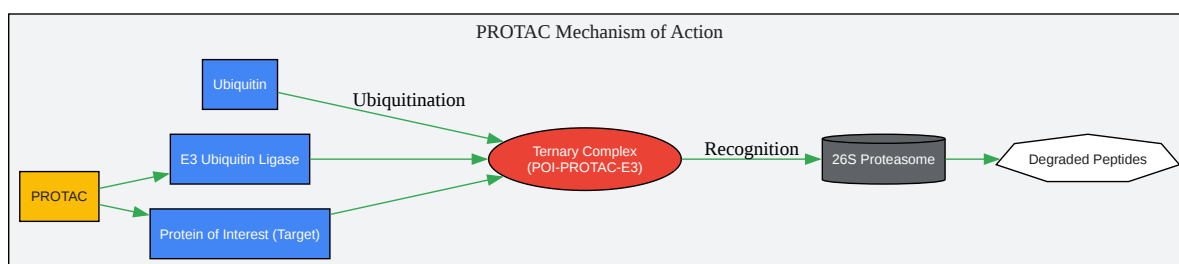 PROTAC Mechanism of Action
Ubiquitin
Ubiquitination
E3 Ubiquitin Ligase
Ternary Complex
(POI-PROTAC-E3)
Recognition
26S Proteasome
Degraded Peptides
PROTAC
Protein of Interest (Target)